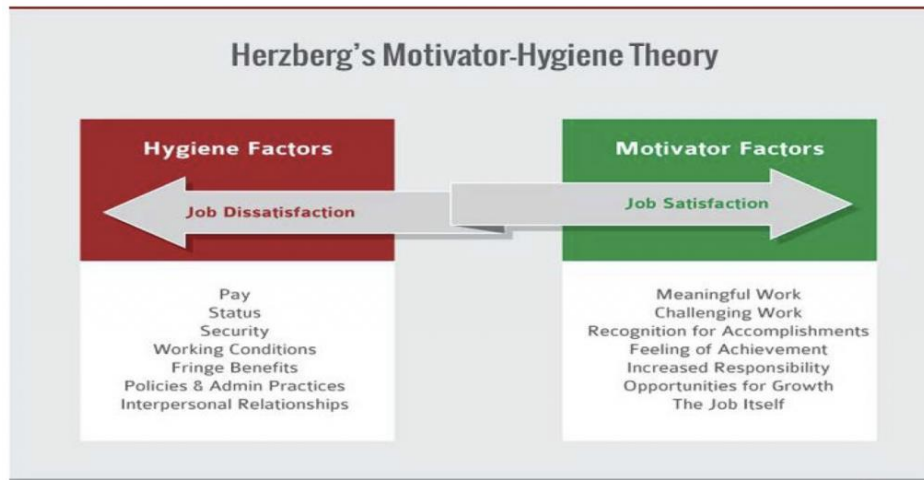 Herzberg's Motivator-Hygiene Theory
Hygiene Factors
Job Dissatisfaction
Pay
Status
Security
Working Conditions
Fringe Benefits
Policies & Admin Practices
Interpersonal Relationships
Motivator Factors
Job Satisfaction
Meaningful Work
Challenging Work
Recognition for Accomplishments
Feeling of Achievement
Increased Responsibility
Opportunities for Growth
The Job Itself